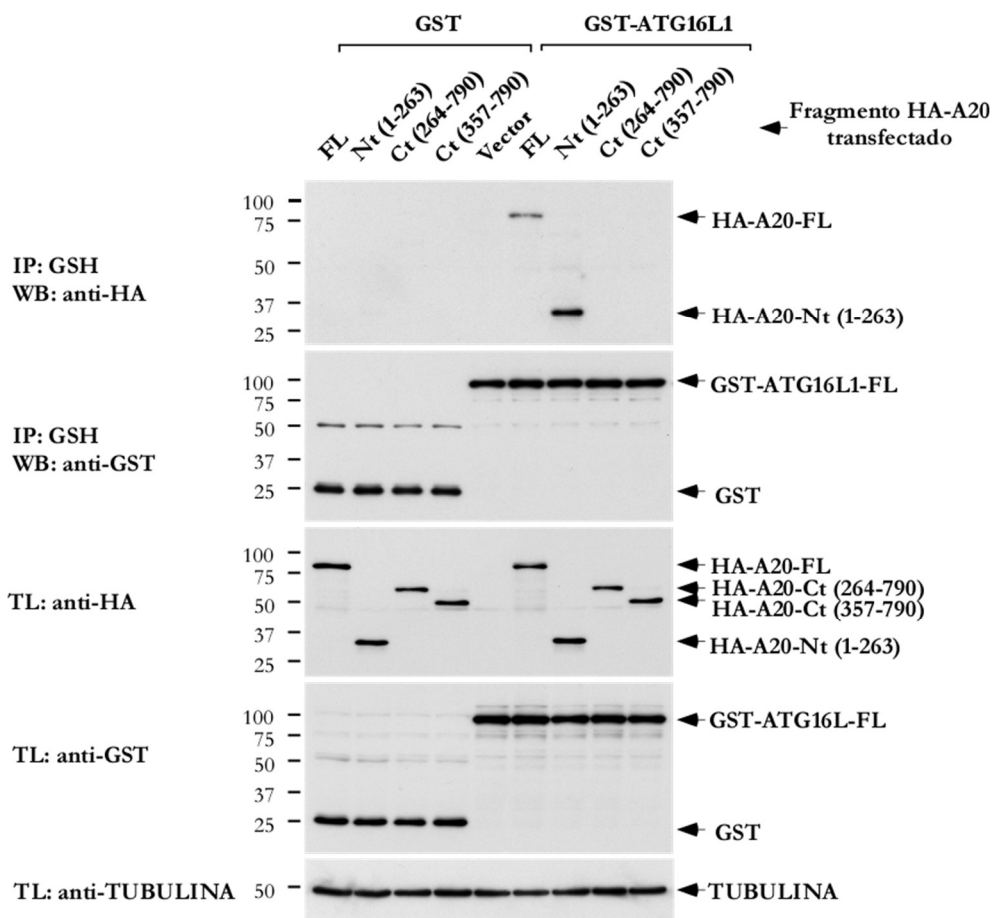 GST GST-ATG16L1
FL Nt (1-263) Ct (264-790) Ct (357-790) Vector FL Nt (1-263) Ct (264-790) Ct (357-790)
Fragmento HA-A20
transfectado
IP: GSH
WB: anti-HA
100
75
50
37
25
HA-A20-FL
HA-A20-Nt (1-263)
IP: GSH
WB: anti-GST
100
75
50
37
25
GST-ATG16L1-FL
GST
TL: anti-HA
100
75
50
37
25
HA-A20-FL
HA-A20-Ct (264-790)
HA-A20-Ct (357-790)
HA-A20-Nt (1-263)
TL: anti-GST
100
75
50
37
25
GST-ATG16L-FL
GST
TL: anti-TUBULINA 50 TUBULINA